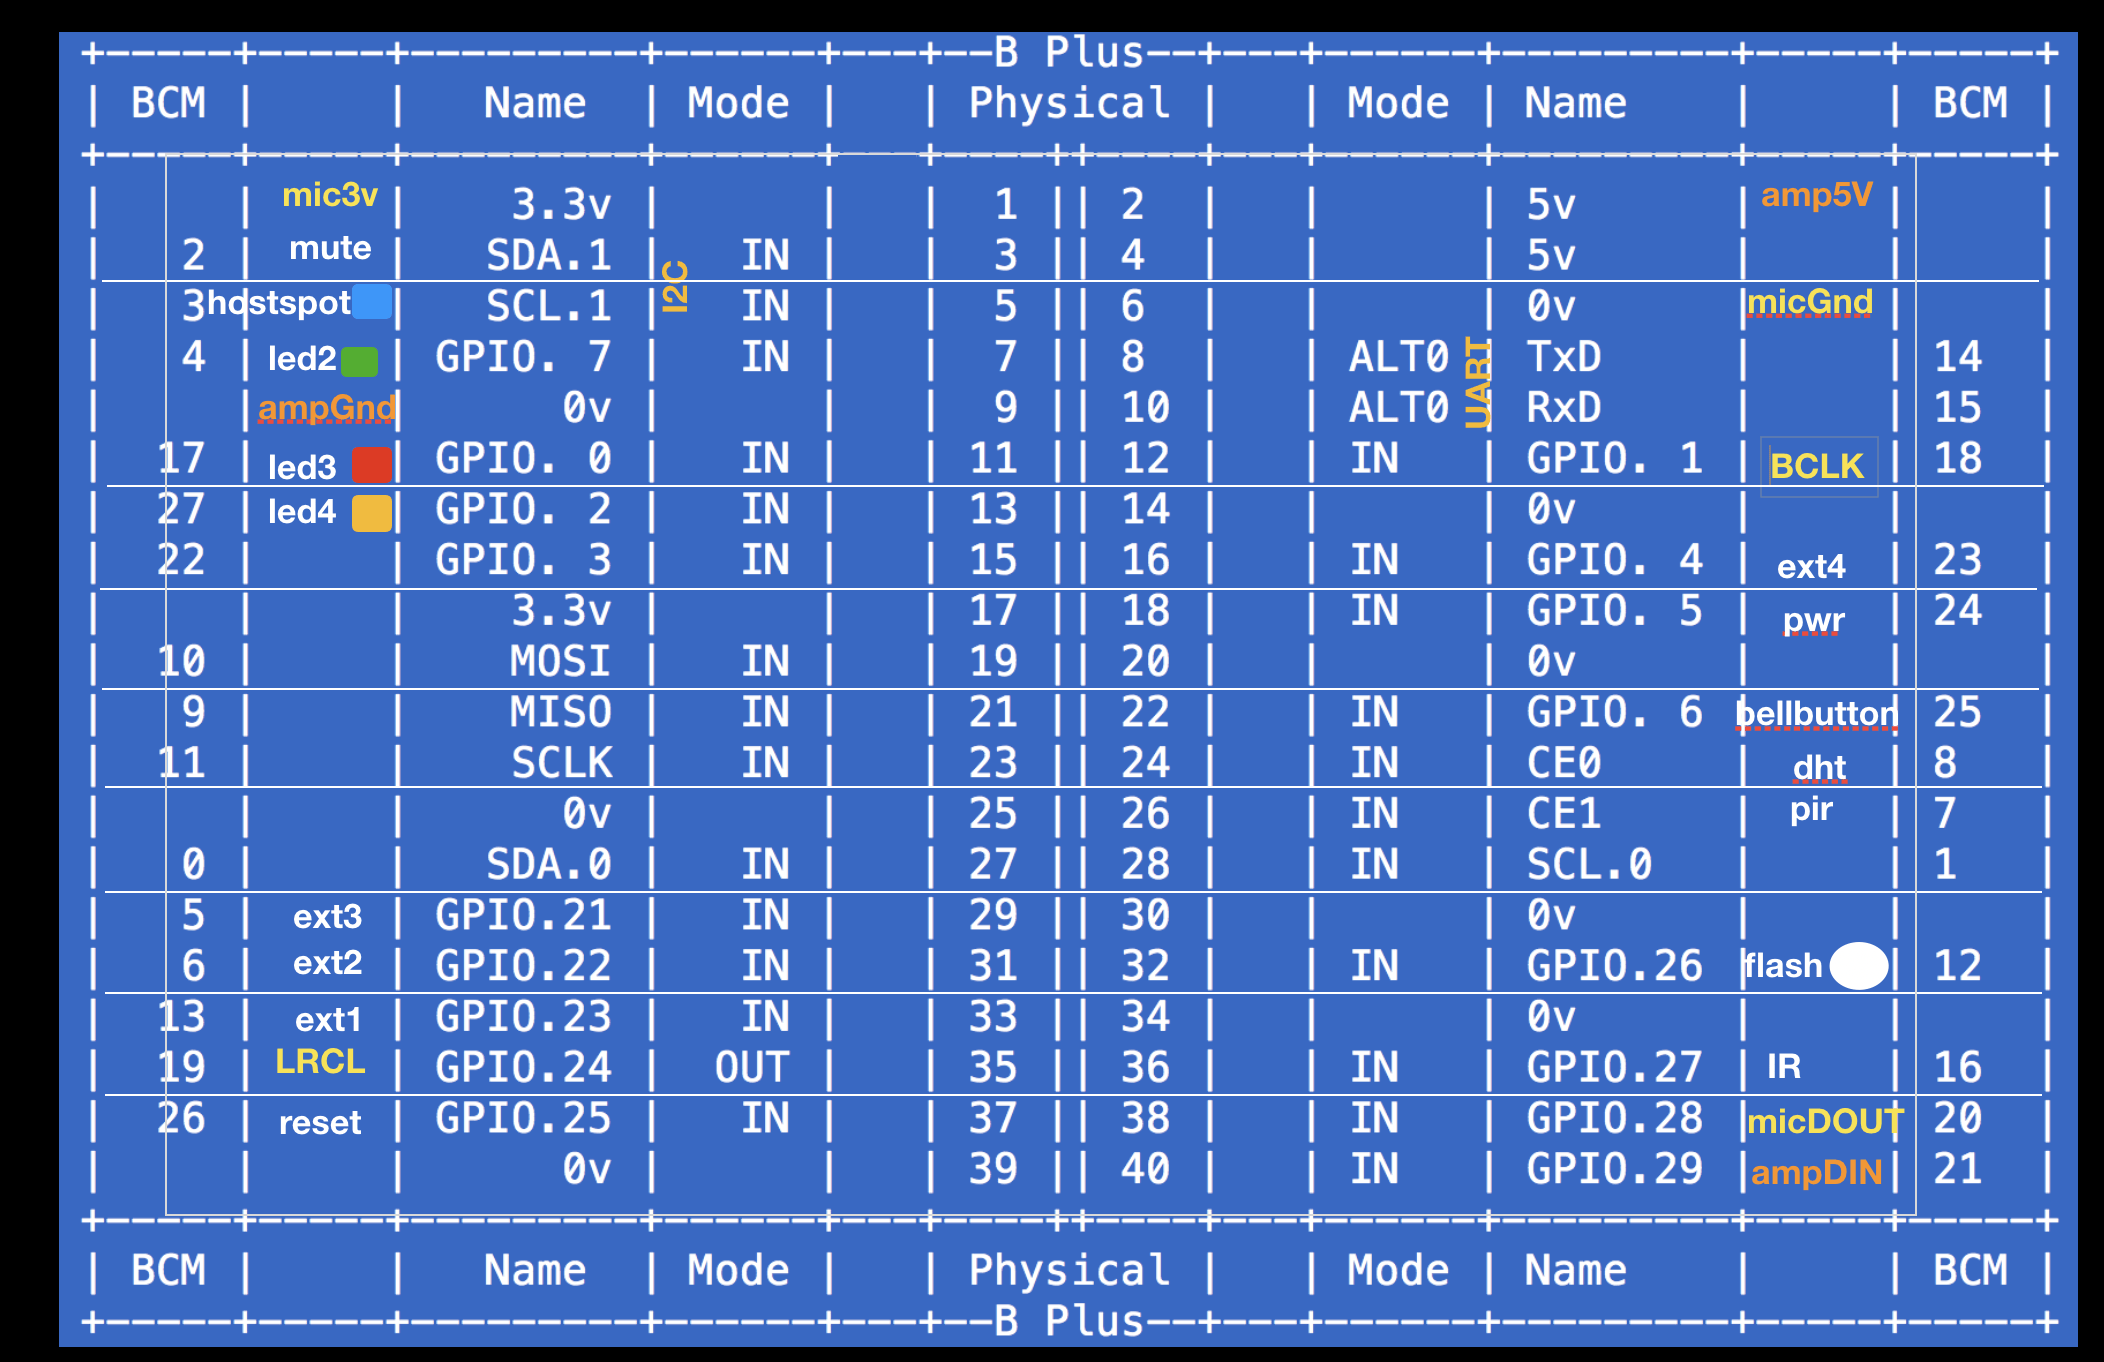 +-----+-----+---------+------+---+--B Plus--+---+------+---------+-----+-----+
| BCM | | Name | Mode | | Physical | | Mode | Name | | BCM |
+-----+-----+---------+------+---+----++----+---+------+---------+-----+-----+
| | mic3v | 3.3v | | | 1 || 2 | | | 5v | amp5V | |
| 2 | mute | SDA.1 | IN | | 3 || 4 | | | 5v | | |
| 3 hostspot | SCL.1 | I2C IN | | 5 || 6 | | | 0v | micGnd | |
| 4 | led2 | GPIO. 7 | IN | | 7 || 8 | | ALT0 | TxD | | 14 |
| | ampGnd | 0v | | | 9 || 10 | | ALT0 UART | RxD | | 15 |
| 17 | led3 | GPIO. 0 | IN | | 11 || 12 | | IN | GPIO. 1 | BCLK | 18 |
| 27 | led4 | GPIO. 2 | IN | | 13 || 14 | | | 0v | | |
| 22 | | GPIO. 3 | IN | | 15 || 16 | | IN | GPIO. 4 | ext4 | 23 |
| | | 3.3v | | | 17 || 18 | | IN | GPIO. 5 | pwr | 24 |
| 10 | | MOSI | IN | | 19 || 20 | | | 0v | | |
| 9 | | MISO | IN | | 21 || 22 | | IN | GPIO. 6 | bellbutton | 25 |
| 11 | | SCLK | IN | | 23 || 24 | | IN | CE0 | dht | 8 |
| | | 0v | | | 25 || 26 | | IN | CE1 | pir | 7 |
| 0 | | SDA.0 | IN | | 27 || 28 | | IN | SCL.0 | | 1 |
| 5 | ext3 | GPIO.21 | IN | | 29 || 30 | | | 0v | | |
| 6 | ext2 | GPIO.22 | IN | | 31 || 32 | | IN | GPIO.26 | flash | 12 |
| 13 | ext1 | GPIO.23 | IN | | 33 || 34 | | | 0v | | |
| 19 | LRCL | GPIO.24 | OUT | | 35 || 36 | | IN | GPIO.27 | IR | 16 |
| 26 | reset | GPIO.25 | IN | | 37 || 38 | | IN | GPIO.28 | micDOUT | 20 |
| | | 0v | | | 39 || 40 | | IN | GPIO.29 | ampDIN | 21 |
+-----+-----+---------+------+---+----++----+---+------+---------+-----+-----+
| BCM | | Name | Mode | | Physical | | Mode | Name | | BCM |
+-----+-----+---------+------+---+--B Plus--+---+------+---------+-----+-----+